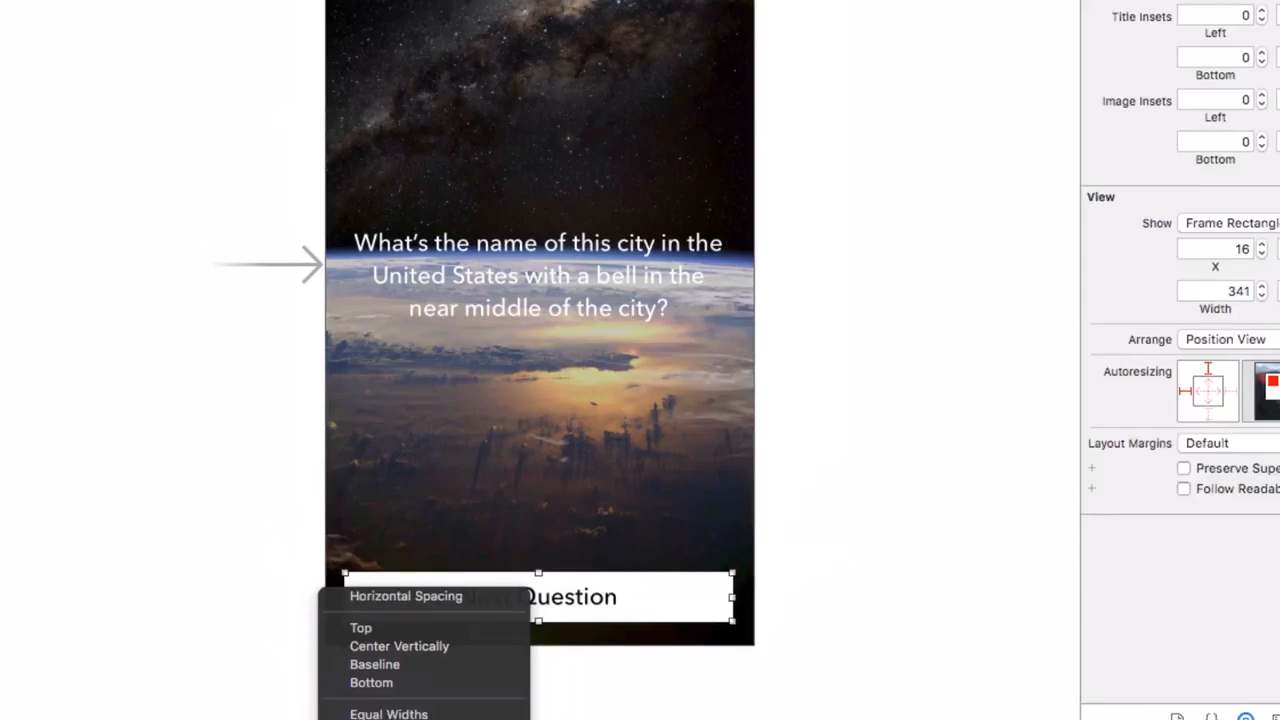 Title Insets
0
Left
0
Bottom
Image Insets
0
Left
0
Bottom
View
Show
Frame Rectangl
16
X
341
Width
Arrange
Position View
Autoresizing
Layout Margins
Default
Preserve Supe
Follow Readab
What's the name of this city in the
United States with a bell in the
near middle of the city?
Question
Horizontal Spacing
Top
Center Vertically
Baseline
Bottom
Equal Widths